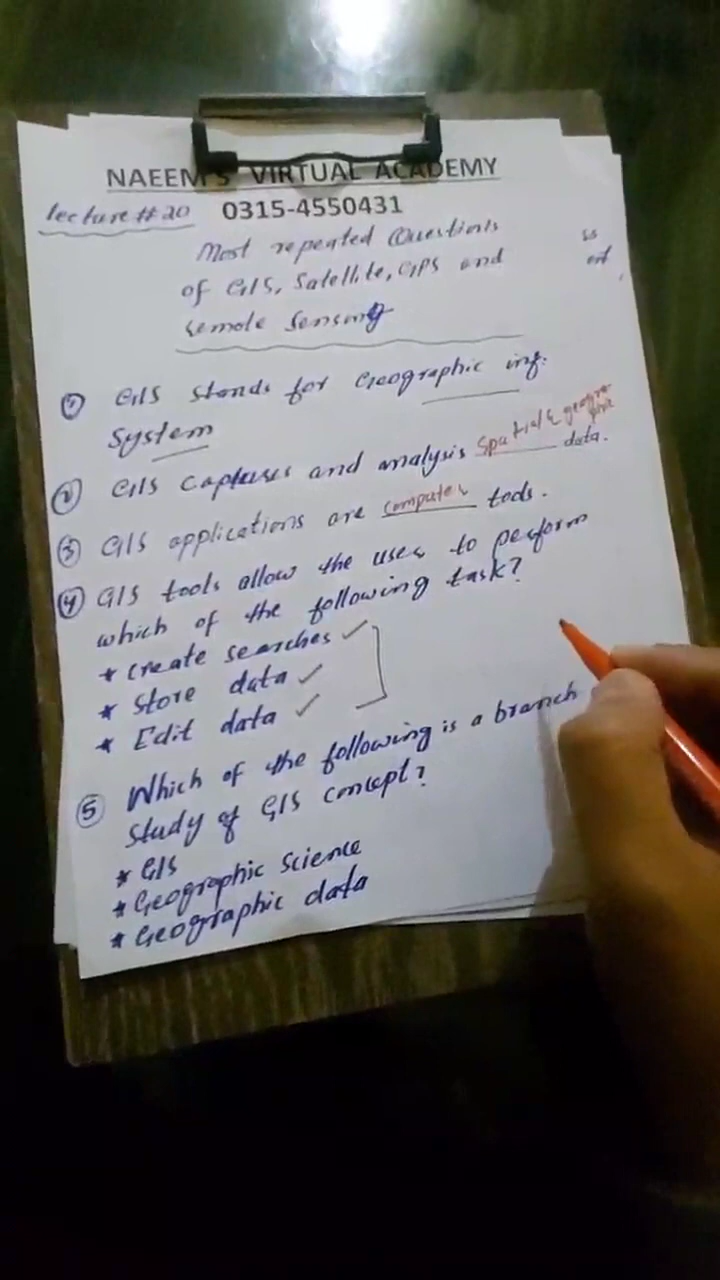 NAEEM'S VIRTUAL ACADEMY
lecture # 20 0315-4550431
Most repeated Questions
of GIS, Satellite, GPS and
remote Sensing
① GIS stands for Geographic inf.
System
② GIS captures and analysis Spatial & geographic data.
③ GIS applications are computer tools.
④ GIS tools allow the user to perform
which of the following task?
* Create searches ✓
* Store data ✓
* Edit data ✓
⑤ Which of the following is a branch
study of GIS concept?
* GIS
* Geographic Science
* Geographic data